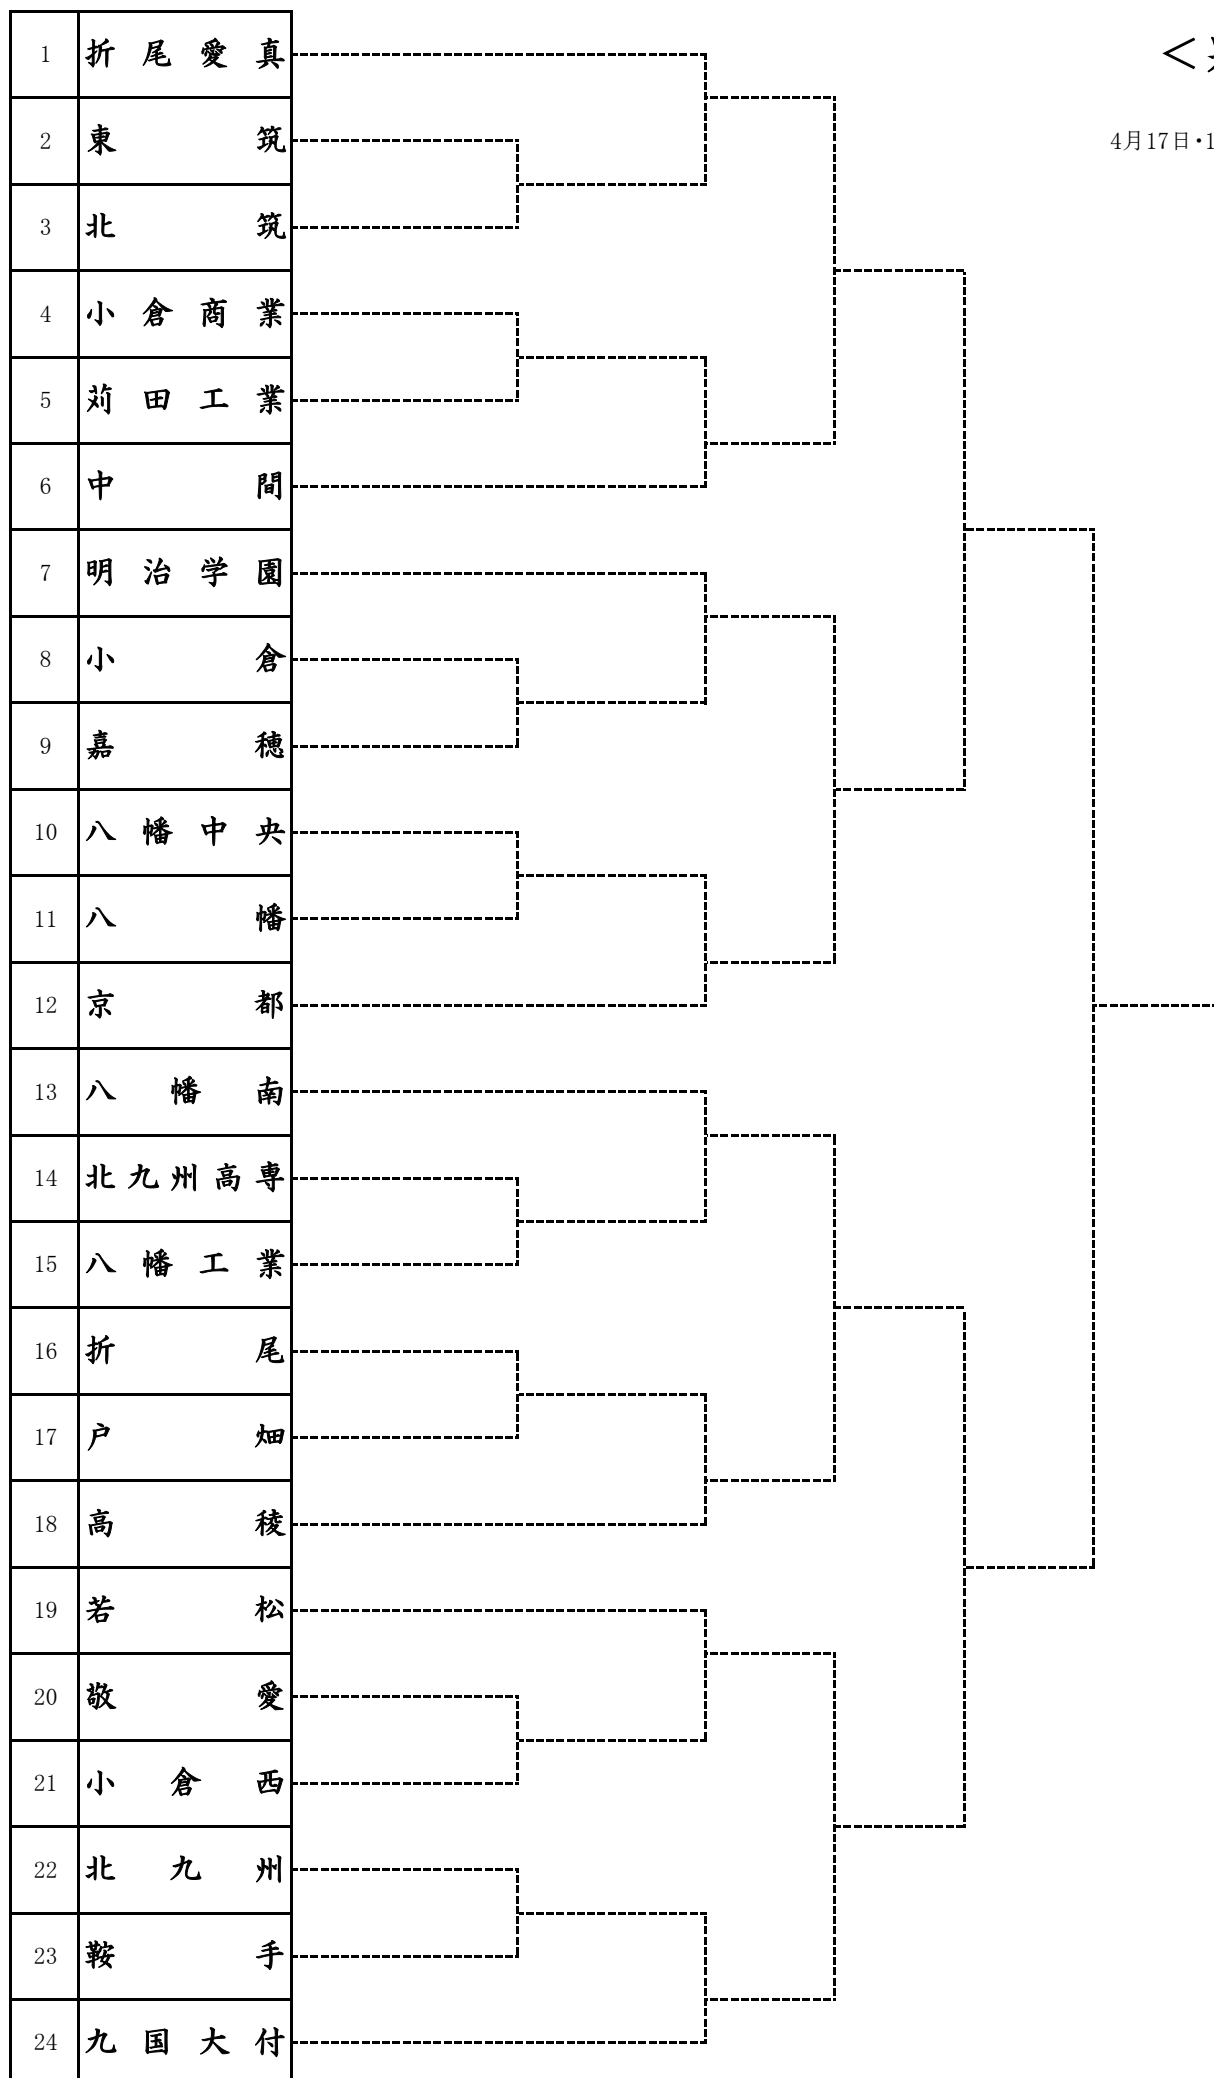 1 折尾愛真
＜
2 東筑
4月17日・1
3 北筑
4 小倉商業
5 苅田工業
6 中間
7 明治学園
8 小倉
9 嘉穂
10 八幡中央
11 八幡
12 京都
13 八幡南
14 北九州高専
15 八幡工業
16 折尾
17 戸畑
18 高稜
19 若松
20 敬愛
21 小倉西
22 北九州
23 鞍手
24 九国大付